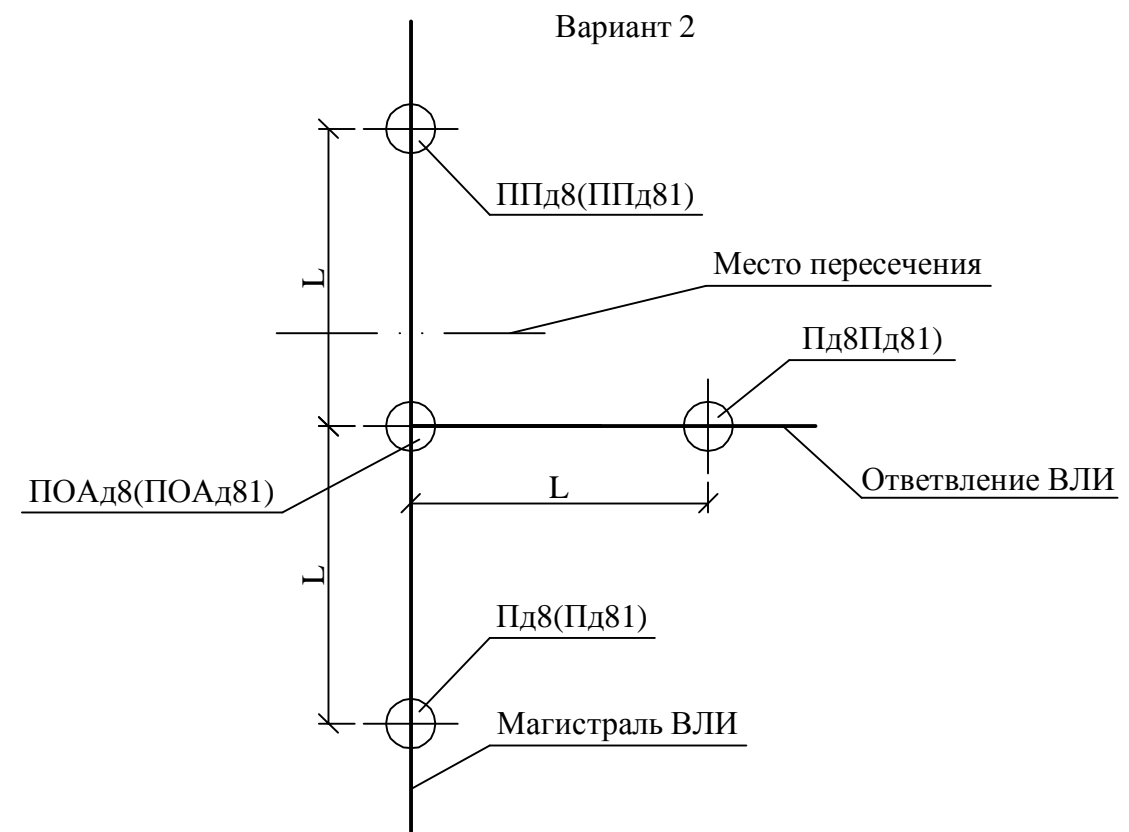 Вариант 2
ППд8(ППд81)
Место пересечения
L
Пд8Пд81)
ПОАд8(ПОАд81)
L
Ответвление ВЛИ
L
Пд8(Пд81)
Магистраль ВЛИ